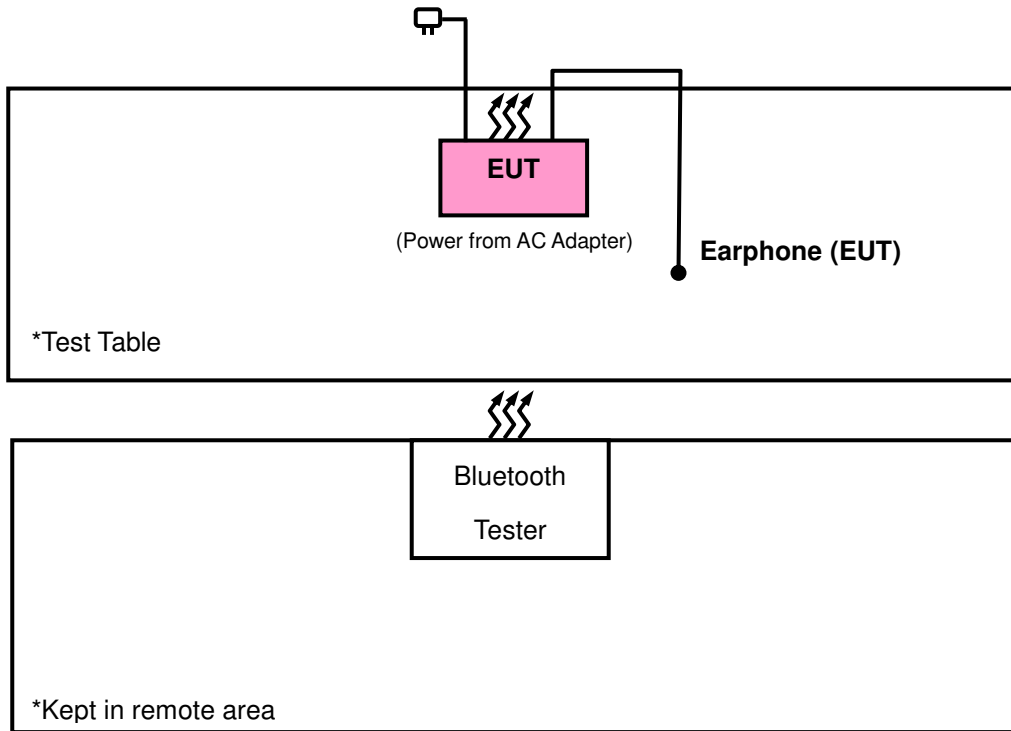 EUT
(Power from AC Adapter)
Earphone (EUT)
*Test Table
Bluetooth
Tester
*Kept in remote area